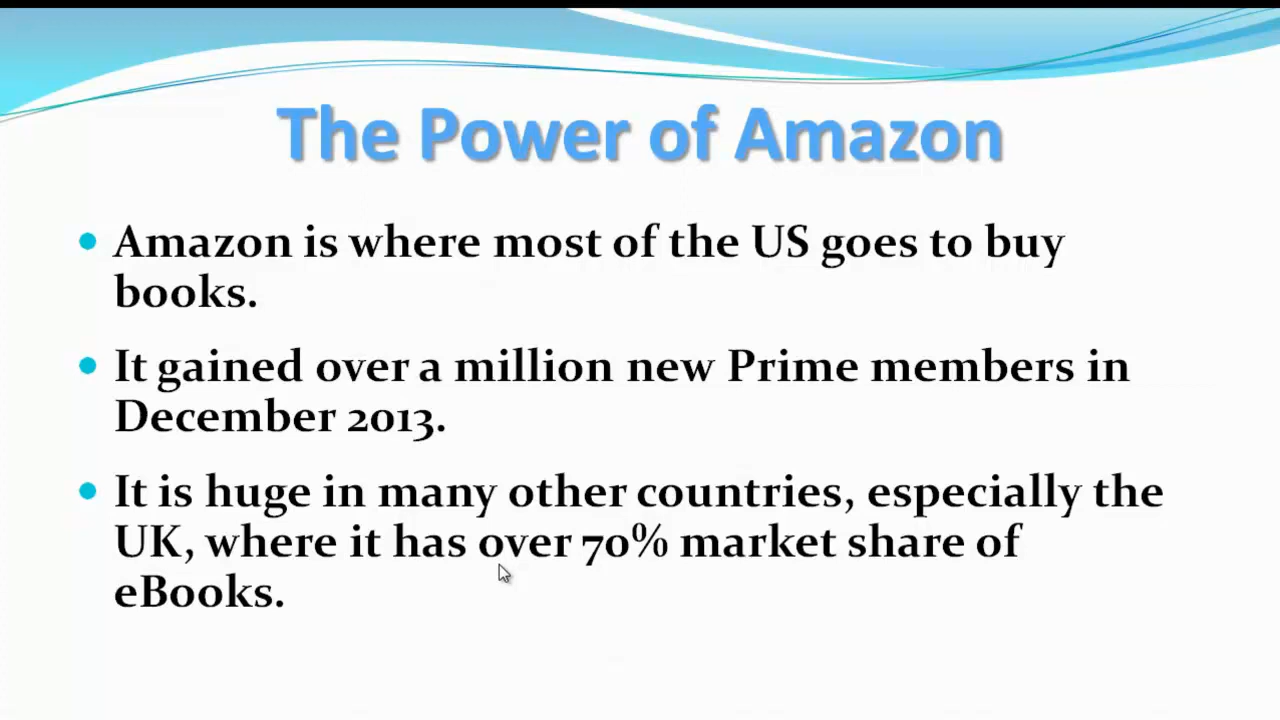 The Power of Amazon
Amazon is where most of the US goes to buy
books.
It gained over a million new Prime members in
December 2013.
It is huge in many other countries, especially the
UK, where it has over 70% market share of
eBooks.